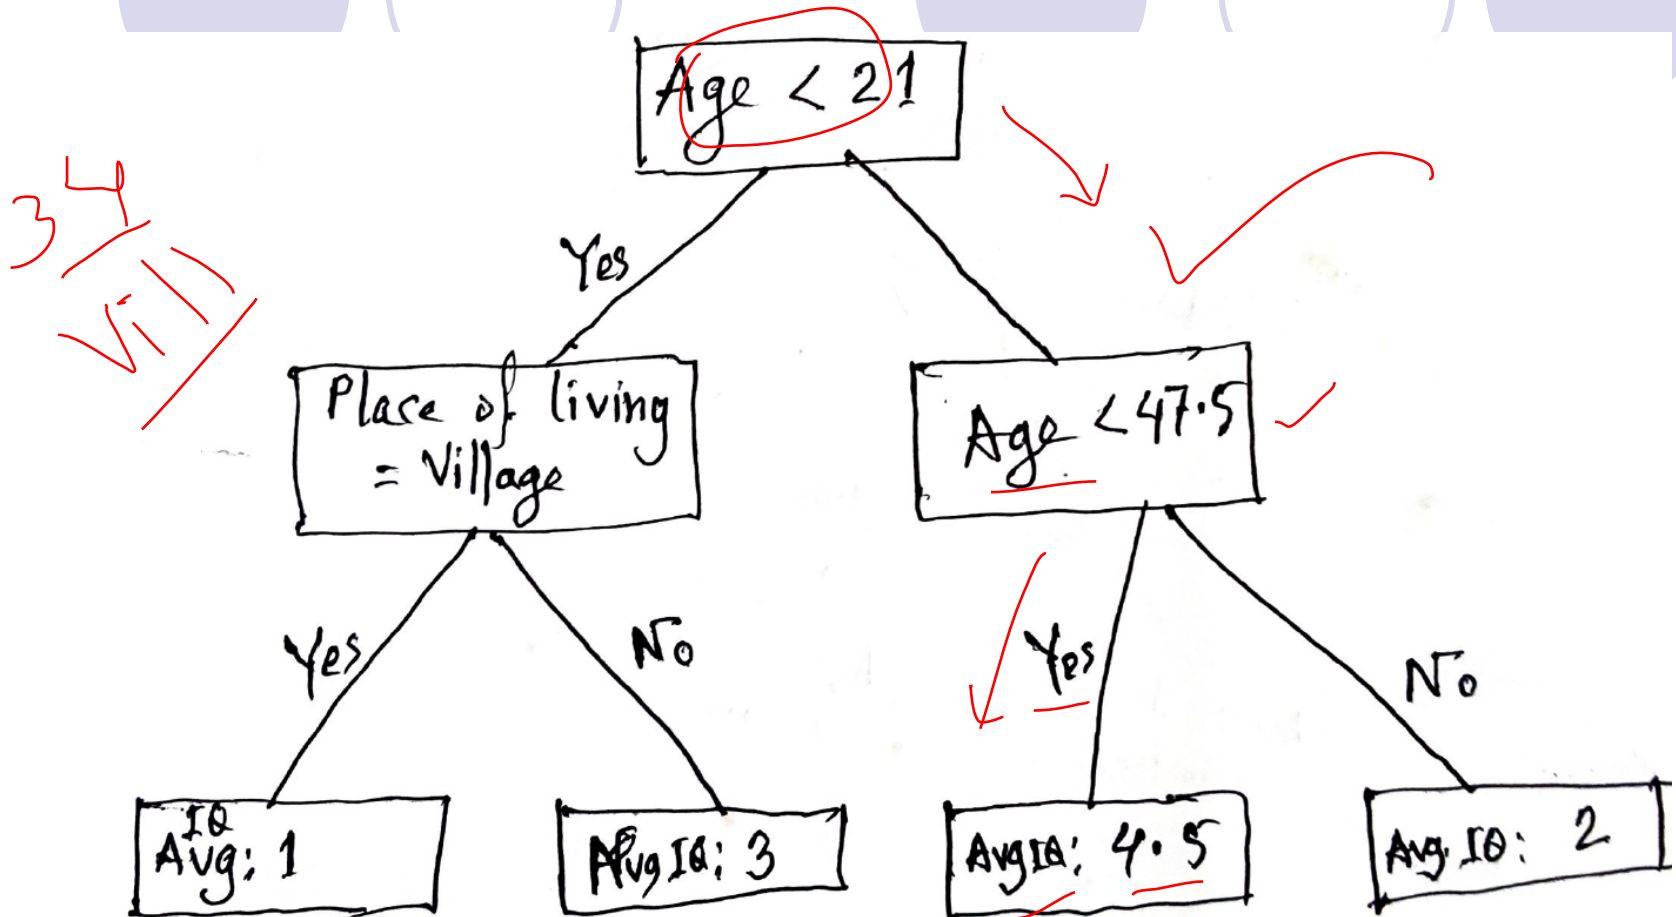 Age < 21
34
Vill
Yes
Place of living
= Village
Age < 47.5
Yes
No
Yes
No
IQ
Avg: 1
Avg IQ: 3
Avg IQ: 4.5
Avg. IQ: 2